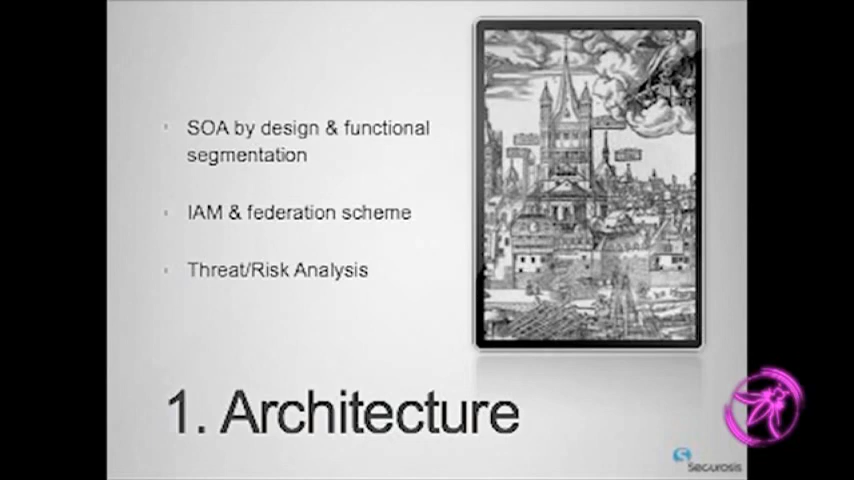 SOA by design & functional
segmentation
IAM & federation scheme
Threat/Risk Analysis
1. Architecture
Securosis